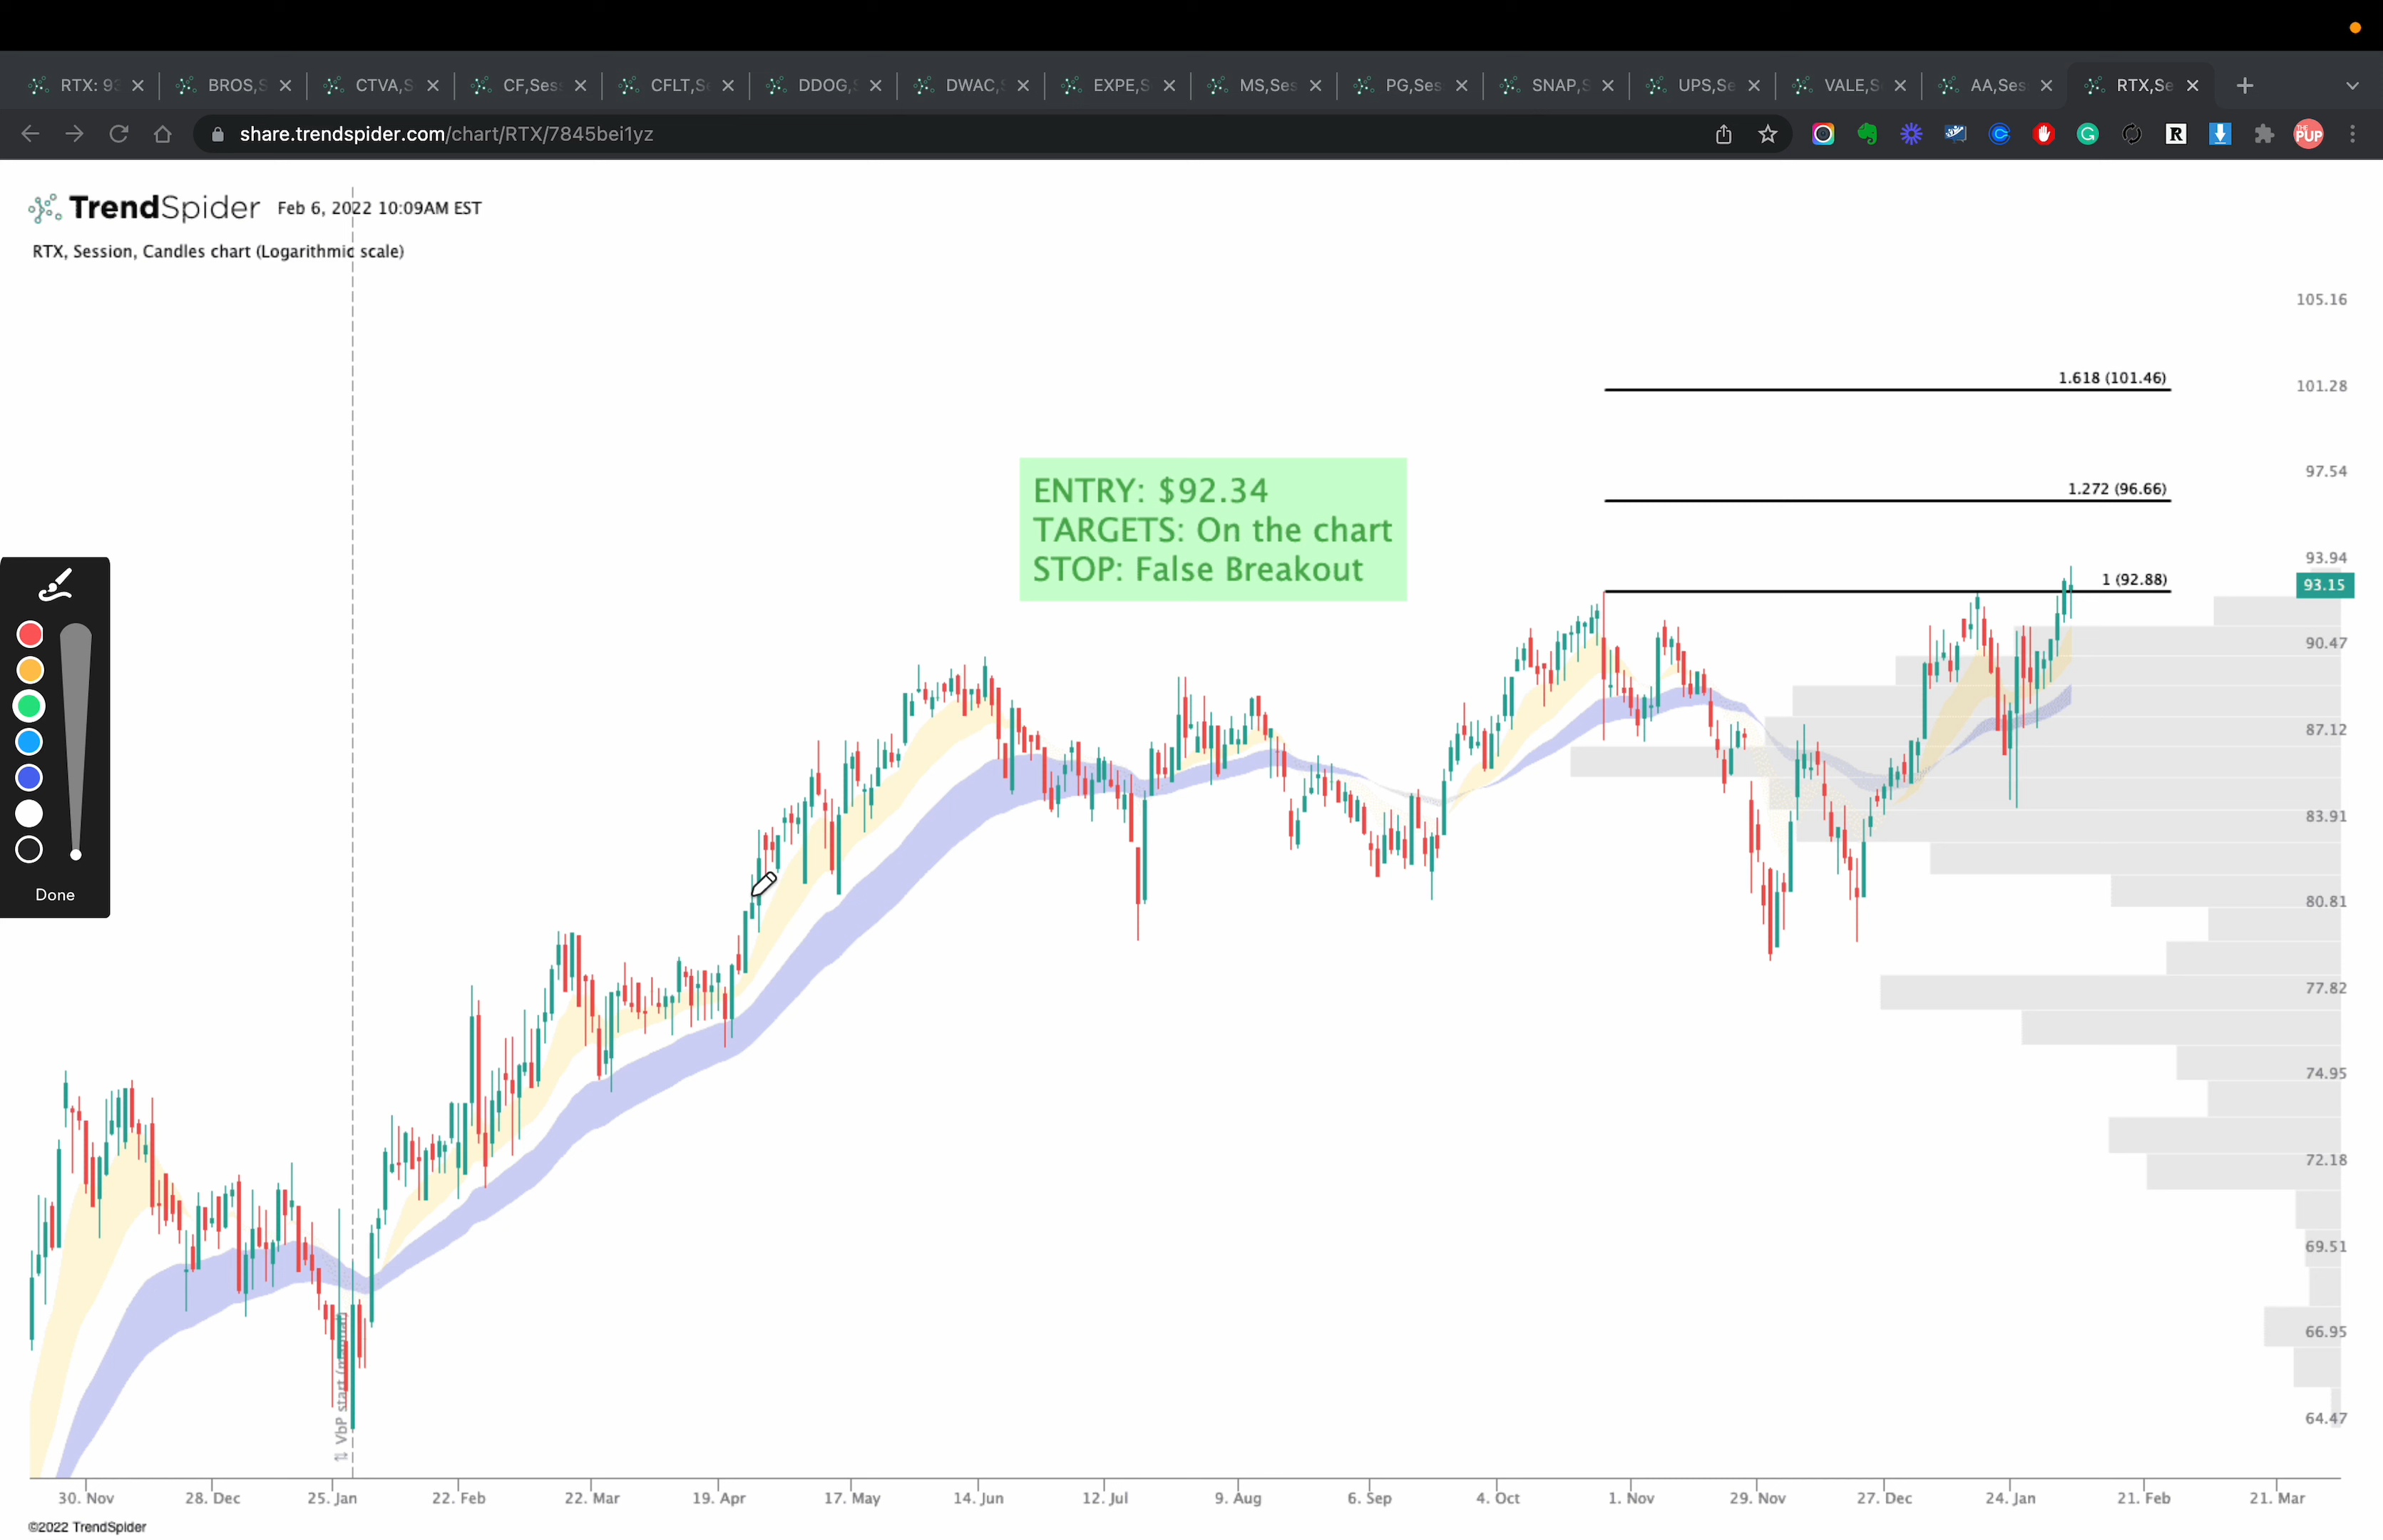 RTX: 93
BROS,S
CTVA,S
CF,Ses
CFLT,S
DDOG,S
DWAC,
EXPE,S
MS,Ses
PG,Ses
SNAP,S
UPS,Se
VALE,S
AA,Ses
RTX,Se
share.trendspider.com/chart/RTX/7845bei1yz
R
THE PUP
TrendSpider Feb 6, 2022 10:09AM EST
RTX, Session, Candles chart (Logarithmic scale)
105.16
1.618 (101.46)
101.28
ENTRY: $92.34
TARGETS: On the chart
STOP: False Breakout
97.54
1.272 (96.66)
93.94
1 (92.88)
93.15
90.47
87.12
83.91
80.81
77.82
74.95
72.18
69.51
66.95
64.47
Done
VbP start (manual)
30. Nov
28. Dec
25. Jan
22. Feb
22. Mar
19. Apr
17. May
14. Jun
12. Jul
9. Aug
6. Sep
4. Oct
1. Nov
29. Nov
27. Dec
24. Jan
21. Feb
21. Mar
©2022 TrendSpider